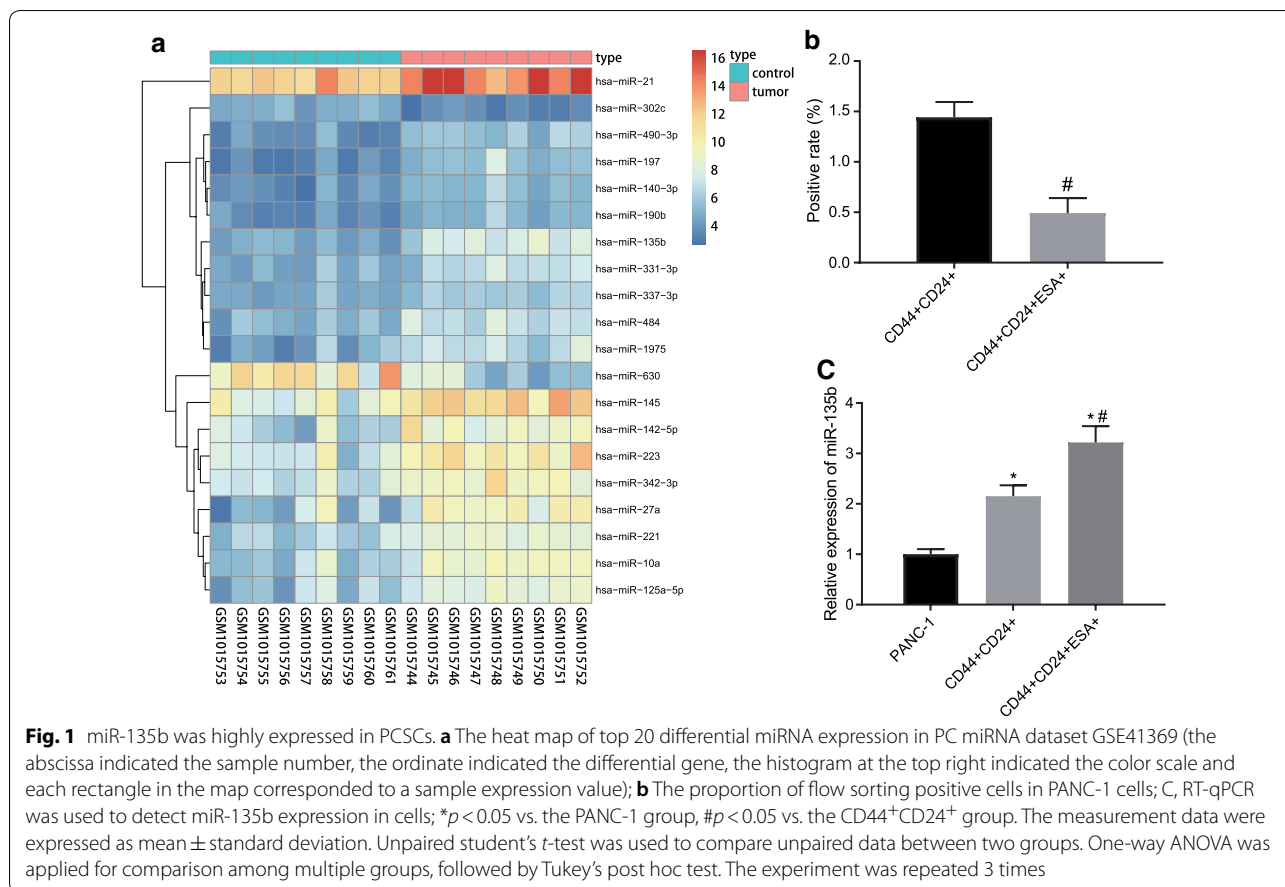 a
type
hsa-miR-21
hsa-miR-302c
hsa-miR-490-3p
hsa-miR-197
hsa-miR-140-3p
hsa-miR-190b
hsa-miR-135b
hsa-miR-331-3p
hsa-miR-337-3p
hsa-miR-484
hsa-miR-1975
hsa-miR-630
hsa-miR-145
hsa-miR-142-5p
hsa-miR-223
hsa-miR-342-3p
hsa-miR-27a
hsa-miR-221
hsa-miR-10a
hsa-miR-125a-5p
GSM1015753
GSM1015754
GSM1015755
GSM1015756
GSM1015757
GSM1015758
GSM1015759
GSM1015760
GSM1015761
GSM1015744
GSM1015745
GSM1015746
GSM1015747
GSM1015748
GSM1015749
GSM1015750
GSM1015751
GSM1015752
16
14
12
10
8
6
4
type
control
tumor
b
Positive rate (%)
2.0
1.5
1.0
0.5
0.0
#
CD44+CD24+
CD44+CD24+ESA+
C
Relative expression of miR-135b
4
3
2
1
0
*
* #
PANC-1
CD44+CD24+
CD44+CD24+ESA+
Fig. 1 miR-135b was highly expressed in PCSCs. a The heat map of top 20 differential miRNA expression in PC miRNA dataset GSE41369 (the
abscissa indicated the sample number, the ordinate indicated the differential gene, the histogram at the top right indicated the color scale and
each rectangle in the map corresponded to a sample expression value); b The proportion of flow sorting positive cells in PANC-1 cells; C, RT-qPCR
was used to detect miR-135b expression in cells; *p < 0.05 vs. the PANC-1 group, #p < 0.05 vs. the CD44⁺CD24⁺ group. The measurement data were
expressed as mean ± standard deviation. Unpaired student's t-test was used to compare unpaired data between two groups. One-way ANOVA was
applied for comparison among multiple groups, followed by Tukey's post hoc test. The experiment was repeated 3 times